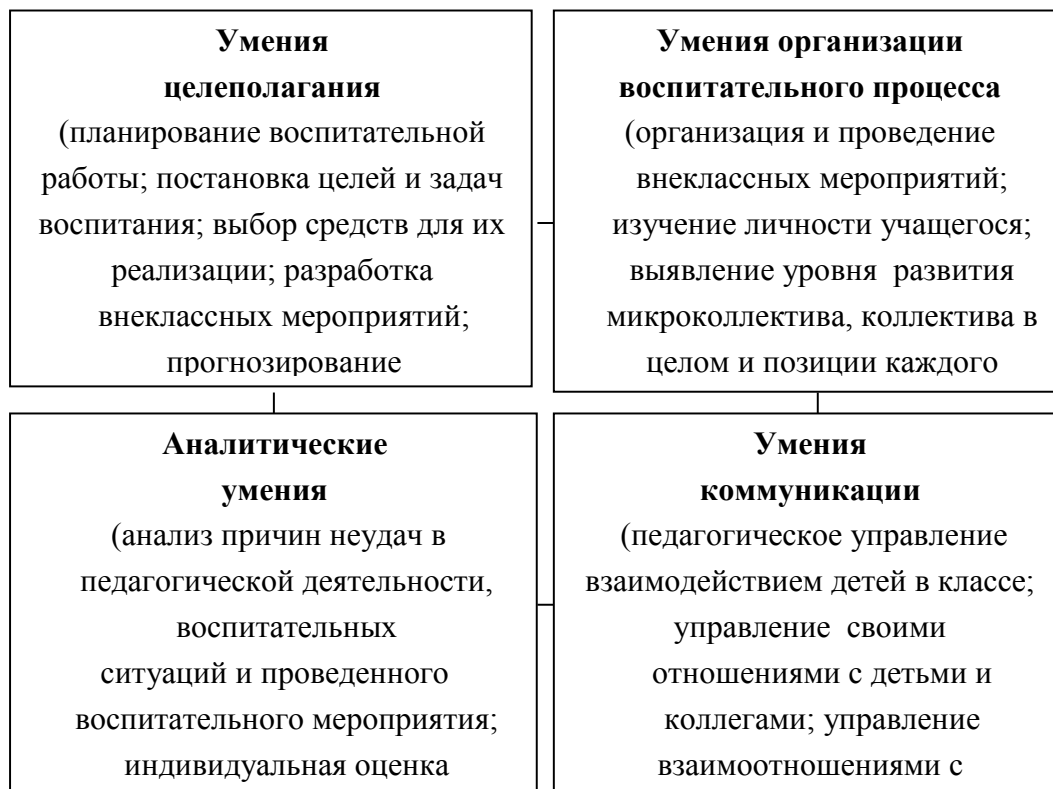 Умения
целеполагания
(планирование воспитательной
работы; постановка целей и задач
воспитания; выбор средств для их
реализации; разработка
внеклассных мероприятий;
прогнозирование
Умения организации
воспитательного процесса
(организация и проведение
внеклассных мероприятий;
изучение личности учащегося;
выявление уровня развития
микроколлектива, коллектива в
целом и позиции каждого
Аналитические
умения
(анализ причин неудач в
педагогической деятельности,
воспитательных
ситуаций и проведенного
воспитательного мероприятия;
индивидуальная оценка
Умения
коммуникации
(педагогическое управление
взаимодействием детей в классе;
управление своими
отношениями с детьми и
коллегами; управление
взаимоотношениями с